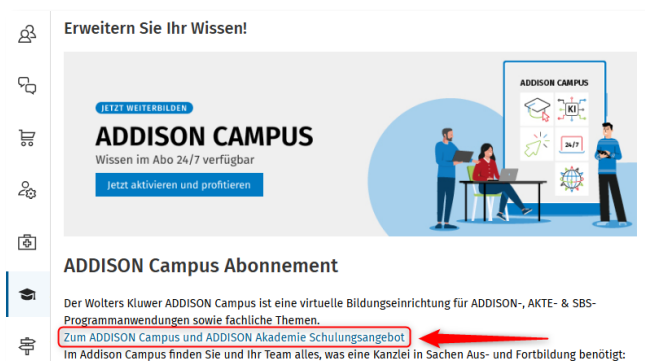 Erweitern Sie Ihr Wissen!
JETZT WEITERBILDEN
ADDISON CAMPUS
Wissen im Abo 24/7 verfügbar
Jetzt aktivieren und profitieren
ADDISON CAMPUS
KI
24/7
ADDISON Campus Abonnement
Der Wolters Kluwer ADDISON Campus ist eine virtuelle Bildungseinrichtung für ADDISON-, AKTE- & SBS-
Programmanwendungen sowie fachliche Themen.
Zum ADDISON Campus und ADDISON Akademie Schulungsangebot
Im Addison Campus finden Sie und Ihr Team alles, was eine Kanzlei in Sachen Aus- und Fortbildung benötigt: